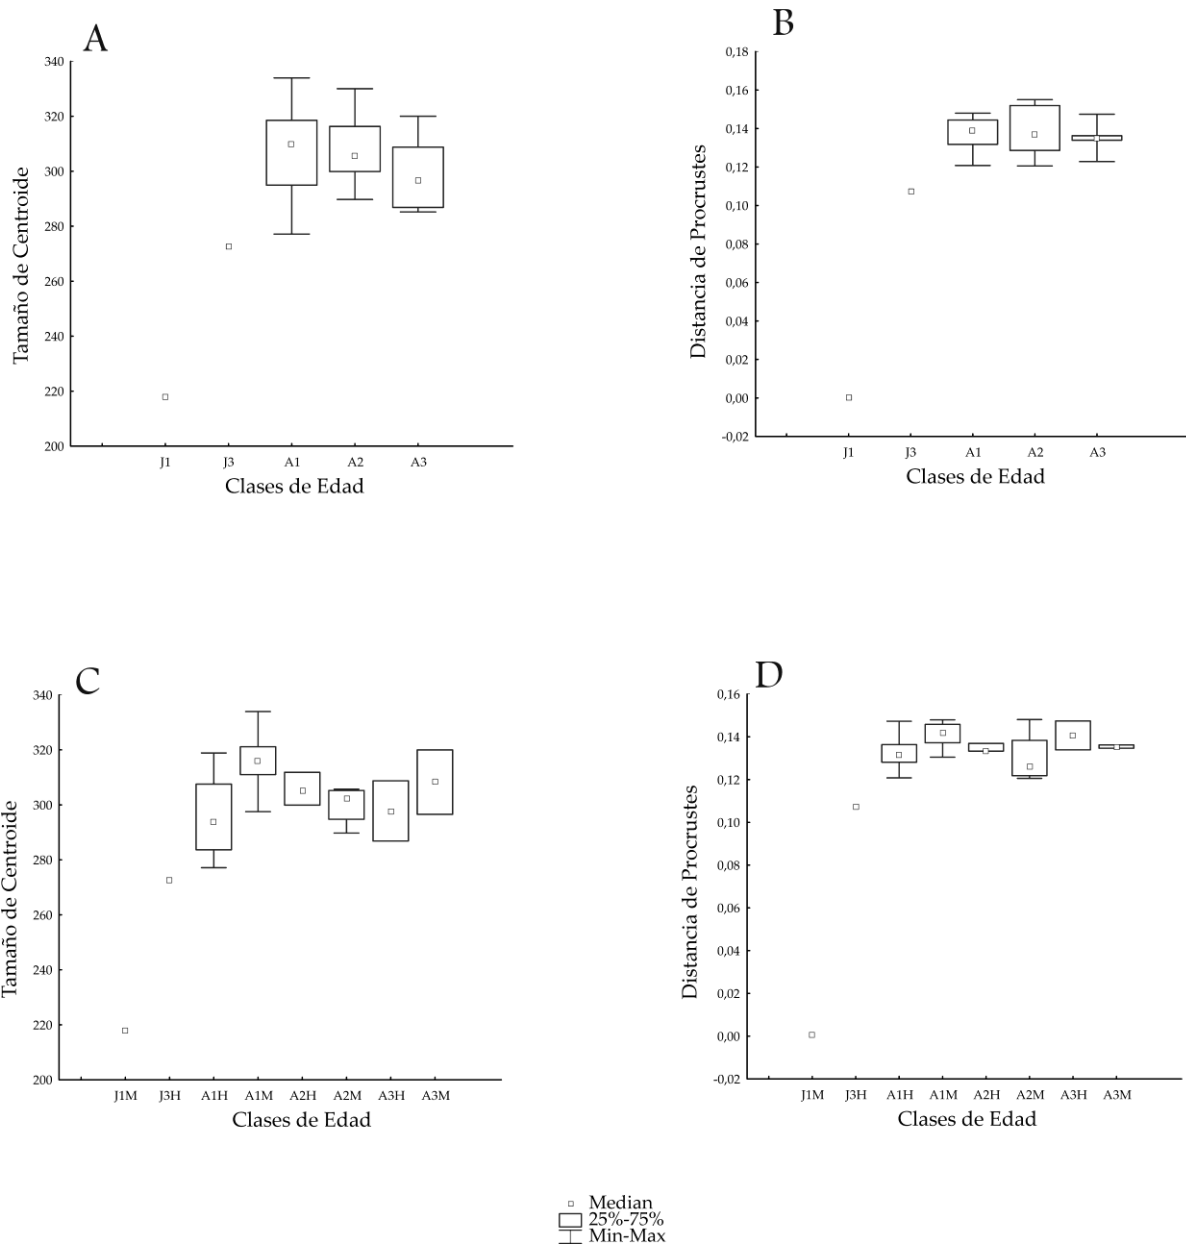 A
340
320
300
280
260
240
220
200
Tamaño de Centroide
J1 J3 A1 A2 A3
Clases de Edad
B
0,18
0,16
0,14
0,12
0,10
0,08
0,06
0,04
0,02
0,00
-0,02
Distancia de Procrustes
J1 J3 A1 A2 A3
Clases de Edad
C
340
320
300
280
260
240
220
200
Tamaño de Centroide
J1M J3H A1H A1M A2H A2M A3H A3M
Clases de Edad
D
0,16
0,14
0,12
0,10
0,08
0,06
0,04
0,02
0,00
-0,02
Distancia de Procrustes
J1M J3H A1H A1M A2H A2M A3H A3M
Clases de Edad
Median
25%-75%
Min-Max